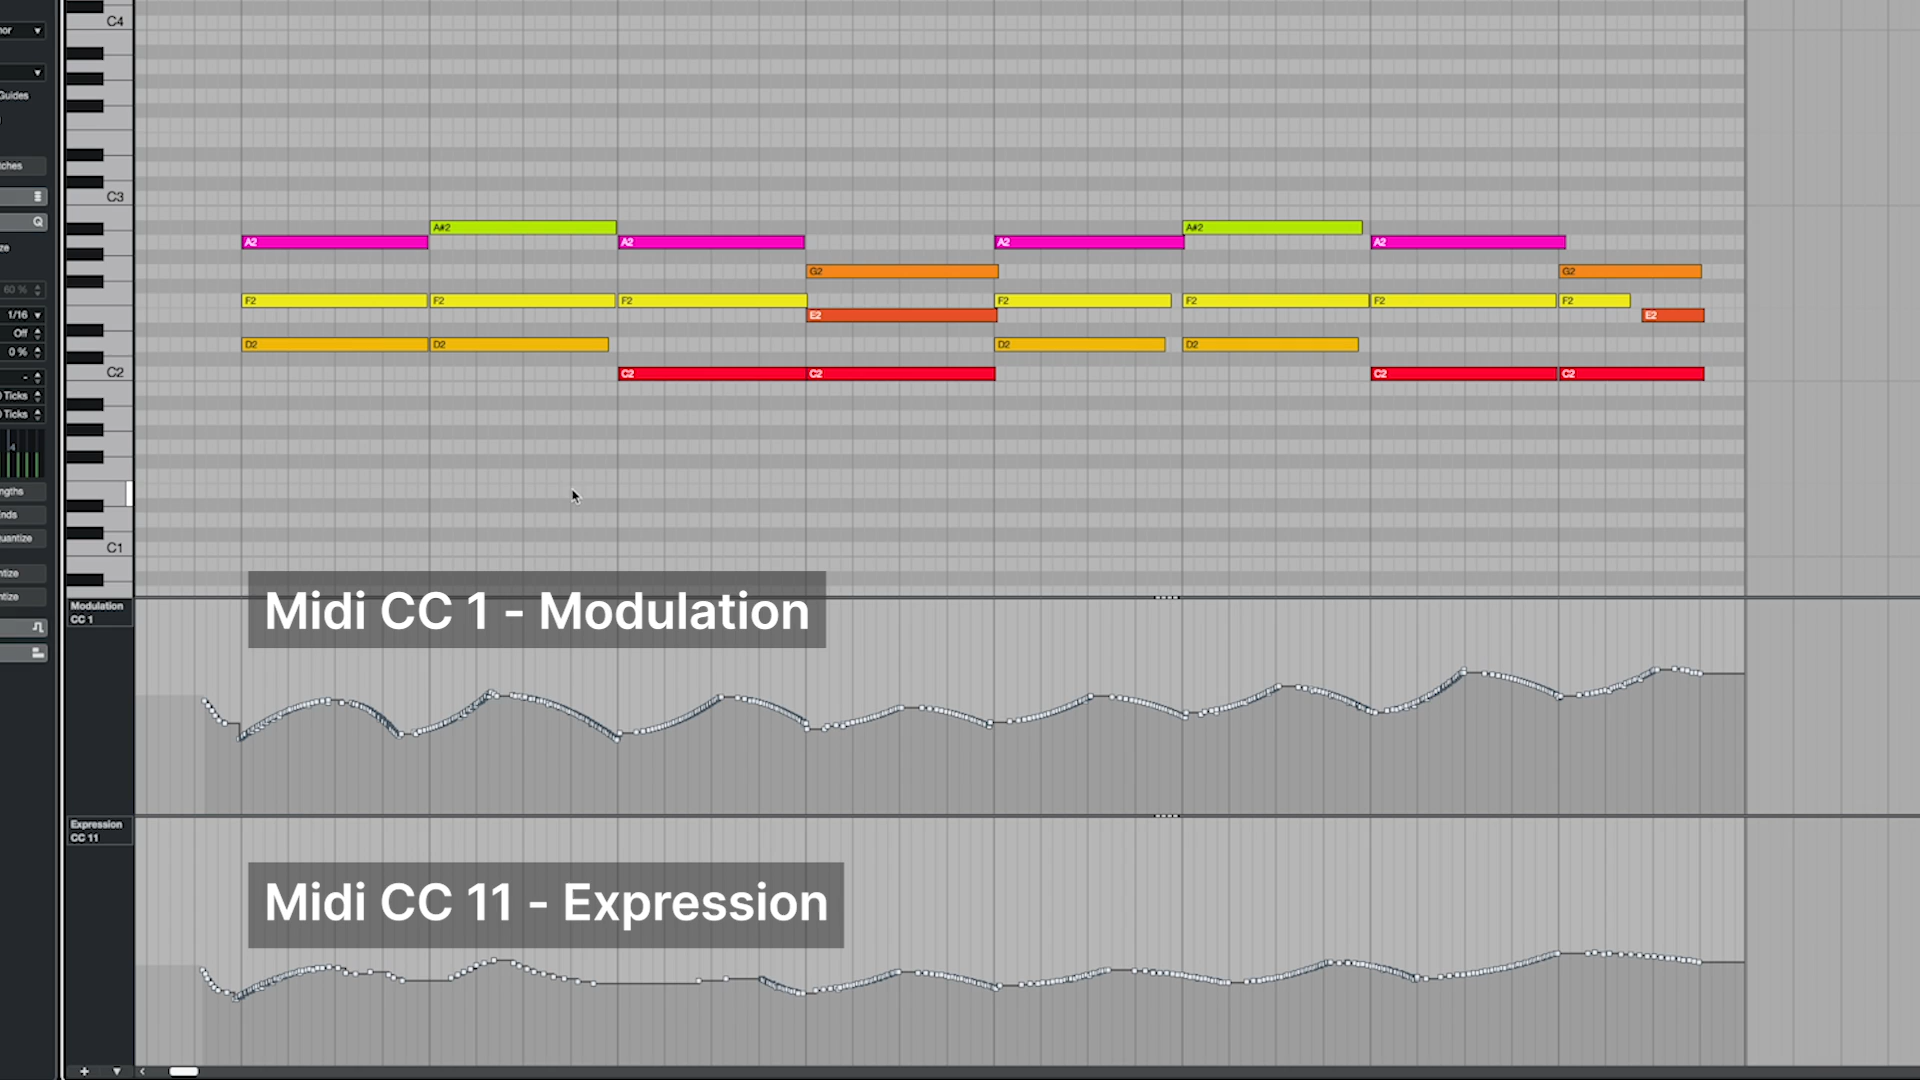 C4
Guides
C3
A#2 A#2
A2 A2 A2 A2
G2 G2
60 %
F2 F2 F2 F2 F2 F2 F2
1/16
E2 E2
Off
D2 D2 D2 D2
0 %
C2
C2 C2 C2 C2
-
Ticks
Ticks
C1
Modulation
CC 1
Midi CC 1 - Modulation
Expression
CC 11
Midi CC 11 - Expression